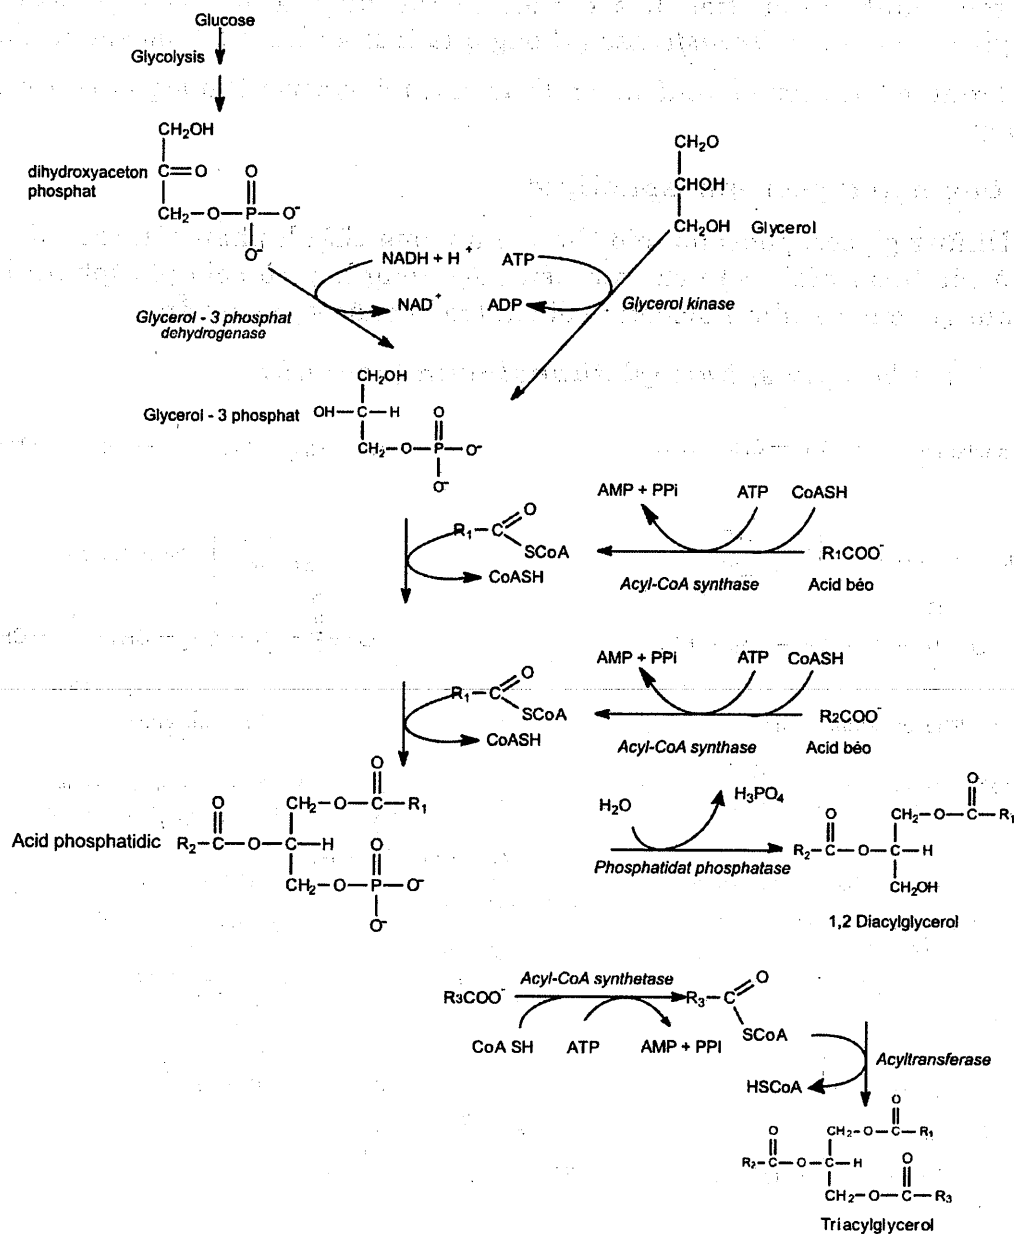 Glucose
Glycolysis
CH2OH
dihydroxyaceton
phosphat
C=O
O
CH2–O–P–O-
O-
CH2O
CHOH
CH2OH
Glycerol
NADH + H+
NAD+
ATP
ADP
Glycerol kinase
Glycerol - 3 phosphat
dehydrogenase
CH2OH
Glycerol - 3 phosphat
OH–C–H
O
CH2–O–P–O-
O-
R1–C
O
SCoA
CoASH
AMP + PPi
ATP
CoASH
R1COO-
Acyl-CoA synthase
Acid béo
R1–C
O
SCoA
CoASH
AMP + PPi
ATP
CoASH
R2COO-
Acyl-CoA synthase
Acid béo
O
CH2–O–C–R1
O
Acid phosphatidic
R2–C–O–C–H
O
CH2–O–P–O-
O-
H2O
H3PO4
Phosphatidat phosphatase
O
CH2–O–C–R1
O
R2–C–O–C–H
CH2OH
1,2 Diacylglycerol
Acyl-CoA synthetase
R3COO-
CoA SH
ATP
AMP + PPI
R3–C
O
SCoA
HSCoA
Acyltransferase
O
CH2–O–C–R1
O
R2–C–O–C–H
O
CH2–O–C–R3
Triacylglycerol